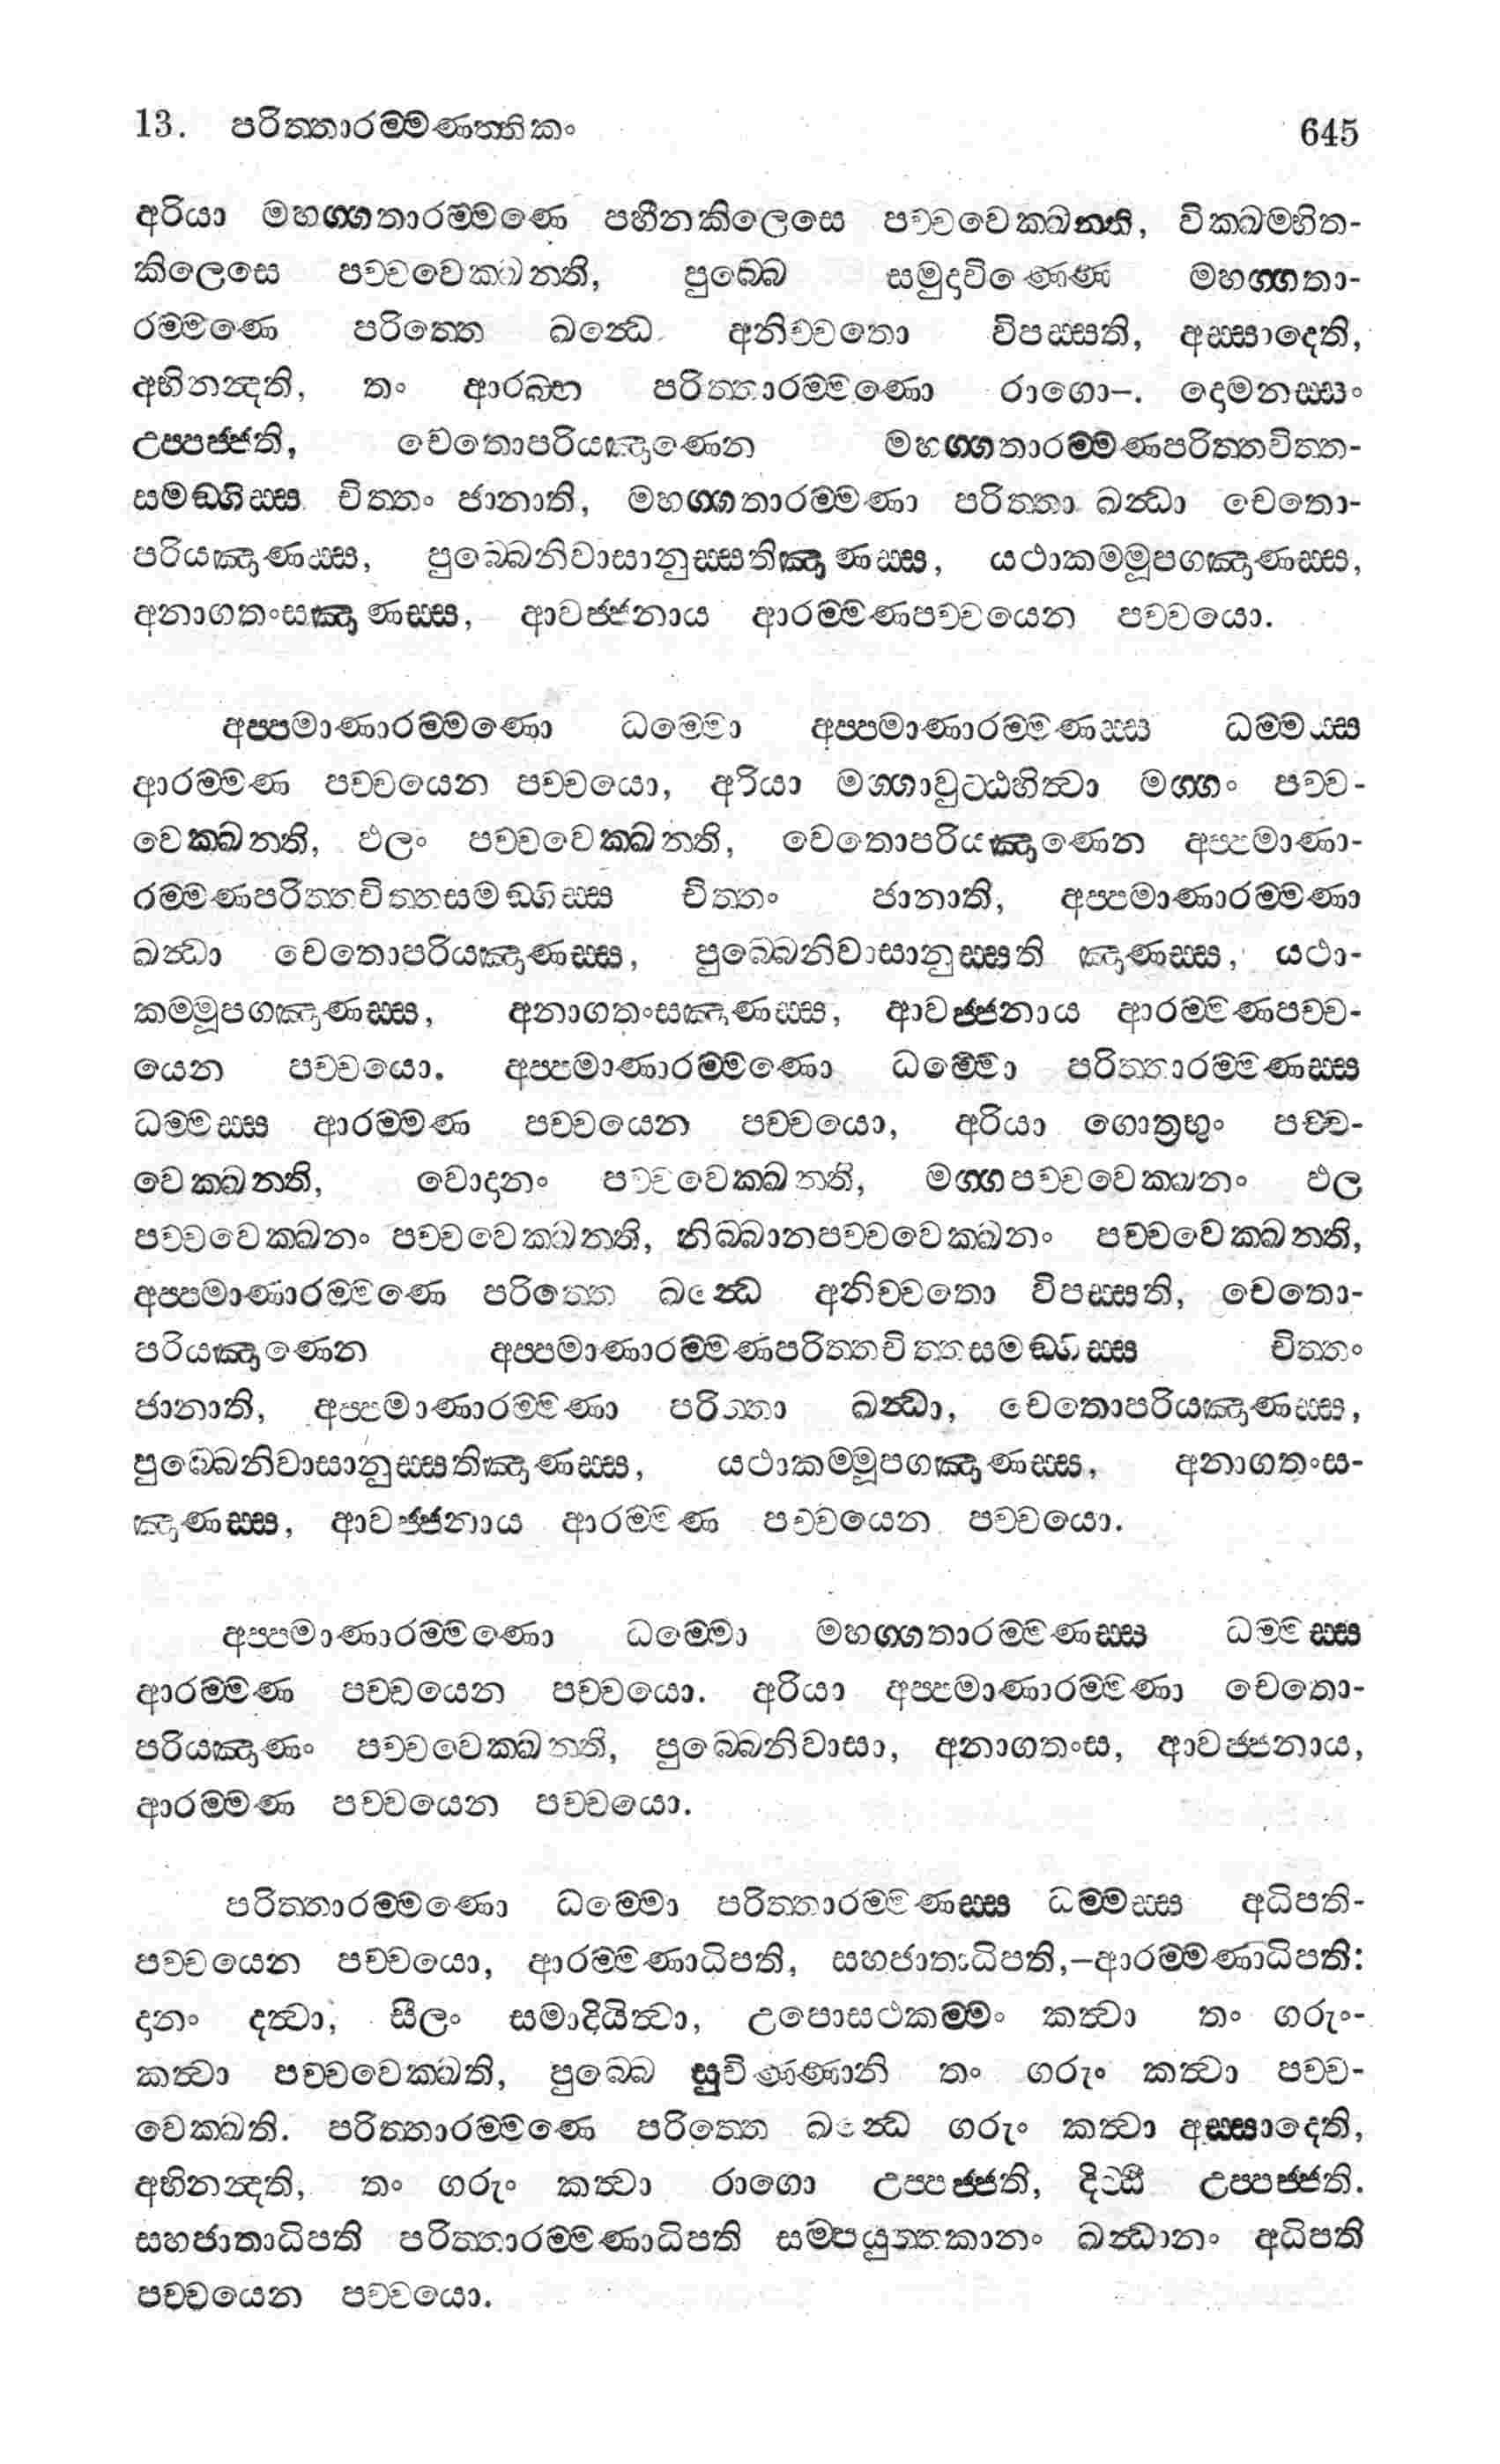 13. පරිත්තාරම්මණත්තිකං 645
අරියා මහග්ගතාරම්මණෙ පහීනකිලෙසෙ පච්චවෙක්ඛන්ති, වික්ඛම්භිත-
කිලෙසෙ පච්චවෙක්ඛන්ති, පුබ්බෙ සමුදාචිණ්ණෙ මහග්ගතා-
රම්මණෙ පරිත්තෙ ඛන්ධෙ අනිච්චතො විපස්සති, අස්සාදෙති,
අභිනන්දති, තං ආරබ්භ පරිත්තාරම්මණො රාගො–. දොමනස්සං
උප්පජ්ජති, චෙතොපරියඤාණෙන මහග්ගතාරම්මණපරිත්තචිත්ත-
සමඞ්ගිස්ස චිත්තං ජානාති, මහග්ගතාරම්මණා පරිත්තා ඛන්ධා චෙතො-
පරියඤාණස්ස, පුබ්බෙනිවාසානුස්සතිඤාණස්ස, යථාකම්මූපගඤාණස්ස,
අනාගතංසඤාණස්ස, ආවජ්ජනාය ආරම්මණපච්චයෙන පච්චයො.
අප්පමාණාරම්මණො ධම්මො අප්පමාණාරම්මණස්ස ධම්මස්ස
ආරම්මණ පච්චයෙන පච්චයො, අරියා මග්ගාවුට්ඨහිත්වා මග්ගං පච්ච-
වෙක්ඛන්ති, ඵලං පච්චවෙක්ඛන්ති, චෙතොපරියඤාණෙන අප්පමාණා-
රම්මණපරිත්තචිත්තසමඞ්ගිස්ස චිත්තං ජානාති, අප්පමාණාරම්මණා
ඛන්ධා චෙතොපරියඤාණස්ස, පුබ්බෙනිවාසානුස්සති ඤාණස්ස, යථා-
කම්මූපගඤාණස්ස, අනාගතංසඤාණස්ස, ආවජ්ජනාය ආරම්මණපච්ච-
යෙන පච්චයො. අප්පමාණාරම්මණො ධම්මො පරිත්තාරම්මණස්ස
ධම්මස්ස ආරම්මණ පච්චයෙන පච්චයො, අරියා ගොත්‍රභුං පච්ච-
වෙක්ඛන්ති, වොදානං පච්චවෙක්ඛන්ති, මග්ගපච්චවෙක්ඛනං ඵල
පච්චවෙක්ඛනං පච්චවෙක්ඛන්ති, නිබ්බානපච්චවෙක්ඛනං පච්චවෙක්ඛන්ති,
අප්පමාණාරම්මණෙ පරිත්තෙ ඛන්ධෙ අනිච්චතො විපස්සති, චෙතො-
පරියඤාණෙන අප්පමාණාරම්මණපරිත්තචිත්තසමඞ්ගිස්ස චිත්තං
ජානාති, අප්පමාණාරම්මණා පරිත්තා ඛන්ධා, චෙතොපරියඤාණස්ස,
පුබ්බෙනිවාසානුස්සතිඤාණස්ස, යථාකම්මූපගඤාණස්ස, අනාගතංස-
ඤාණස්ස, ආවජ්ජනාය ආරම්මණ පච්චයෙන පච්චයො.
අප්පමාණාරම්මණො ධම්මො මහග්ගතාරම්මණස්ස ධම්මස්ස
ආරම්මණ පච්චයෙන පච්චයො. අරියා අප්පමාණාරම්මණා චෙතො-
පරියඤාණං පච්චවෙක්ඛන්ති, පුබ්බෙනිවාසා, අනාගතංස, ආවජ්ජනාය,
ආරම්මණ පච්චයෙන පච්චයො.
පරිත්තාරම්මණො ධම්මො පරිත්තාරම්මණස්ස ධම්මස්ස අධිපති-
පච්චයෙන පච්චයො, ආරම්මණාධිපති, සහජාතාධිපති,–ආරම්මණාධිපති:
දානං දත්වා, සීලං සමාදියිත්වා, උපොසථකම්මං කත්වා තං ගරුං-
කත්වා පච්චවෙක්ඛති, පුබ්බෙ සුචිණ්ණානි තං ගරුං කත්වා පච්ච-
වෙක්ඛති. පරිත්තාරම්මණෙ පරිත්තෙ ඛන්ධෙ ගරුං කත්වා අස්සාදෙති,
අභිනන්දති, තං ගරුං කත්වා රාගො උප්පජ්ජති, දිට්ඨි උප්පජ්ජති.
සහජාතාධිපති පරිත්තාරම්මණාධිපති සම්පයුත්තකානං ඛන්ධානං අධිපති
පච්චයෙන පච්චයො.